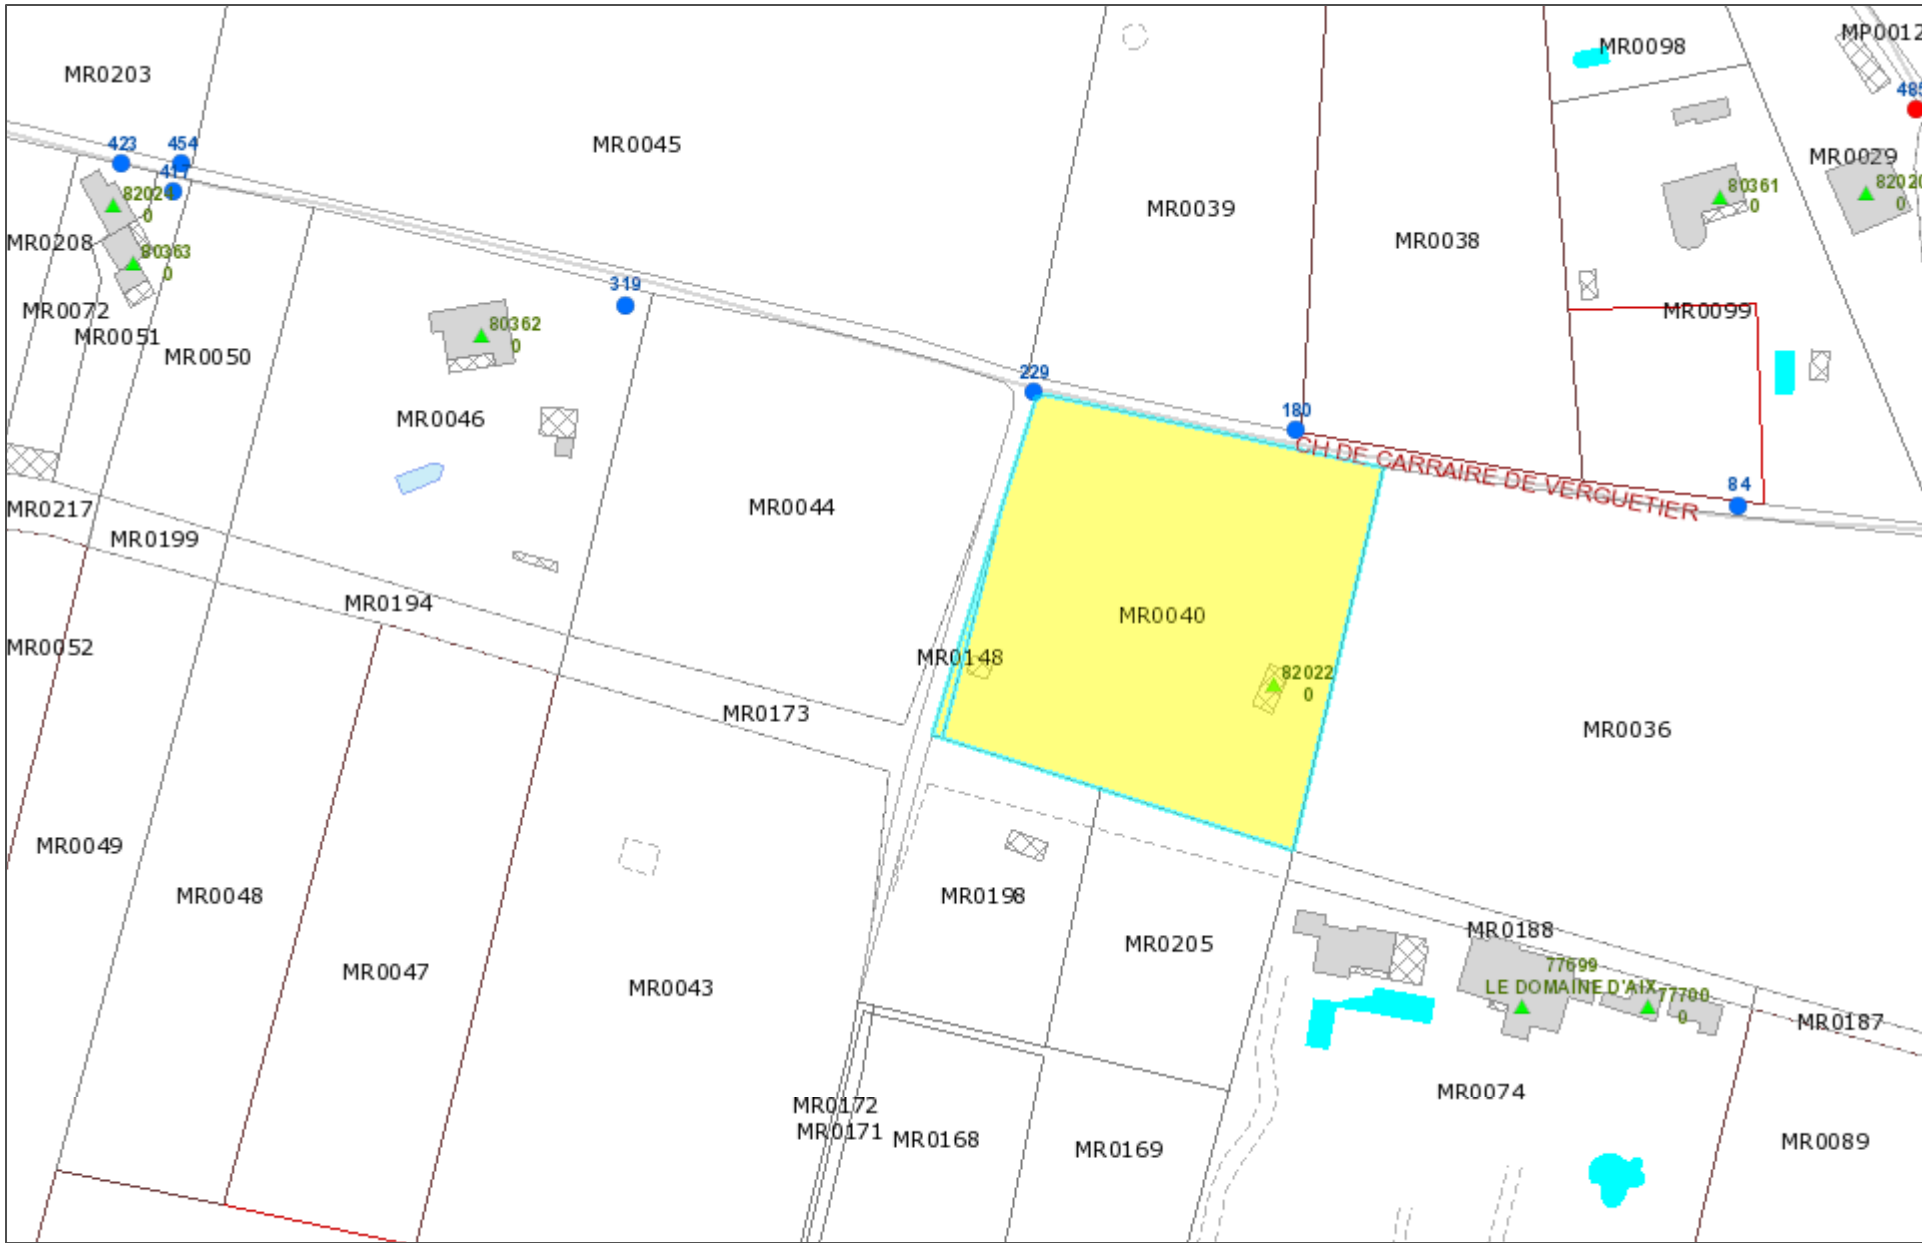 MP0012
MR0098
MR0203
485
423
454
MR0045
MR0029
417
82024
0
80361
0
82020
0
MR0039
MR0038
MR0208
80363
0
319
MR0072
MR0099
80362
0
MR0051
MR0050
229
180
MR0046
CH DE CARRAIRE DE VERGUETIER
84
MR0217
MR0044
MR0199
MR0194
MR0040
MR0052
MR0148
82022
0
MR0173
MR0036
MR0049
MR0048
MR0198
MR0188
MR0205
77699
LE DOMAINE D'AIX
77700
0
MR0047
MR0043
MR0187
MR0074
MR0172
MR0171
MR0168
MR0169
MR0089